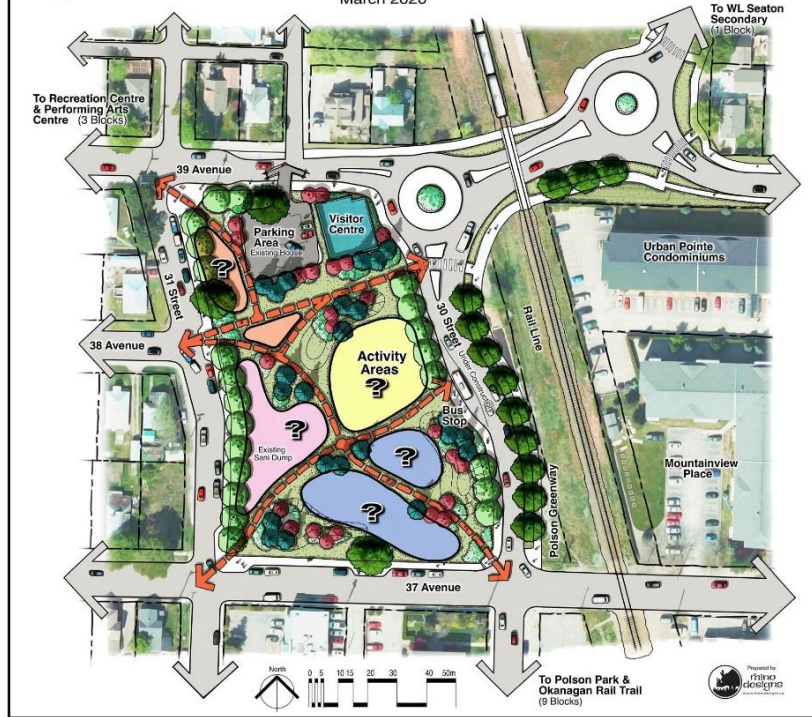 March 2020
To WL Seaton
Secondary
(1 Block)
To Recreation Centre
& Performing Arts
Centre (3 Blocks)
39 Avenue
Parking
Area
Existing House
Visitor
Centre
?
Urban Pointe
Condominiums
31 Street
30 Street
Under Construction
Rail Line
38 Avenue
Activity
Areas
?
Bus
Stop
?
Existing
Sani Dump
?
Mountainview
Place
?
Polson Greenway
37 Avenue
North
0 5 10 15 20 30 40 50m
To Polson Park &
Okanagan Rail Trail
(9 Blocks)
Prepared by
rhino
designs